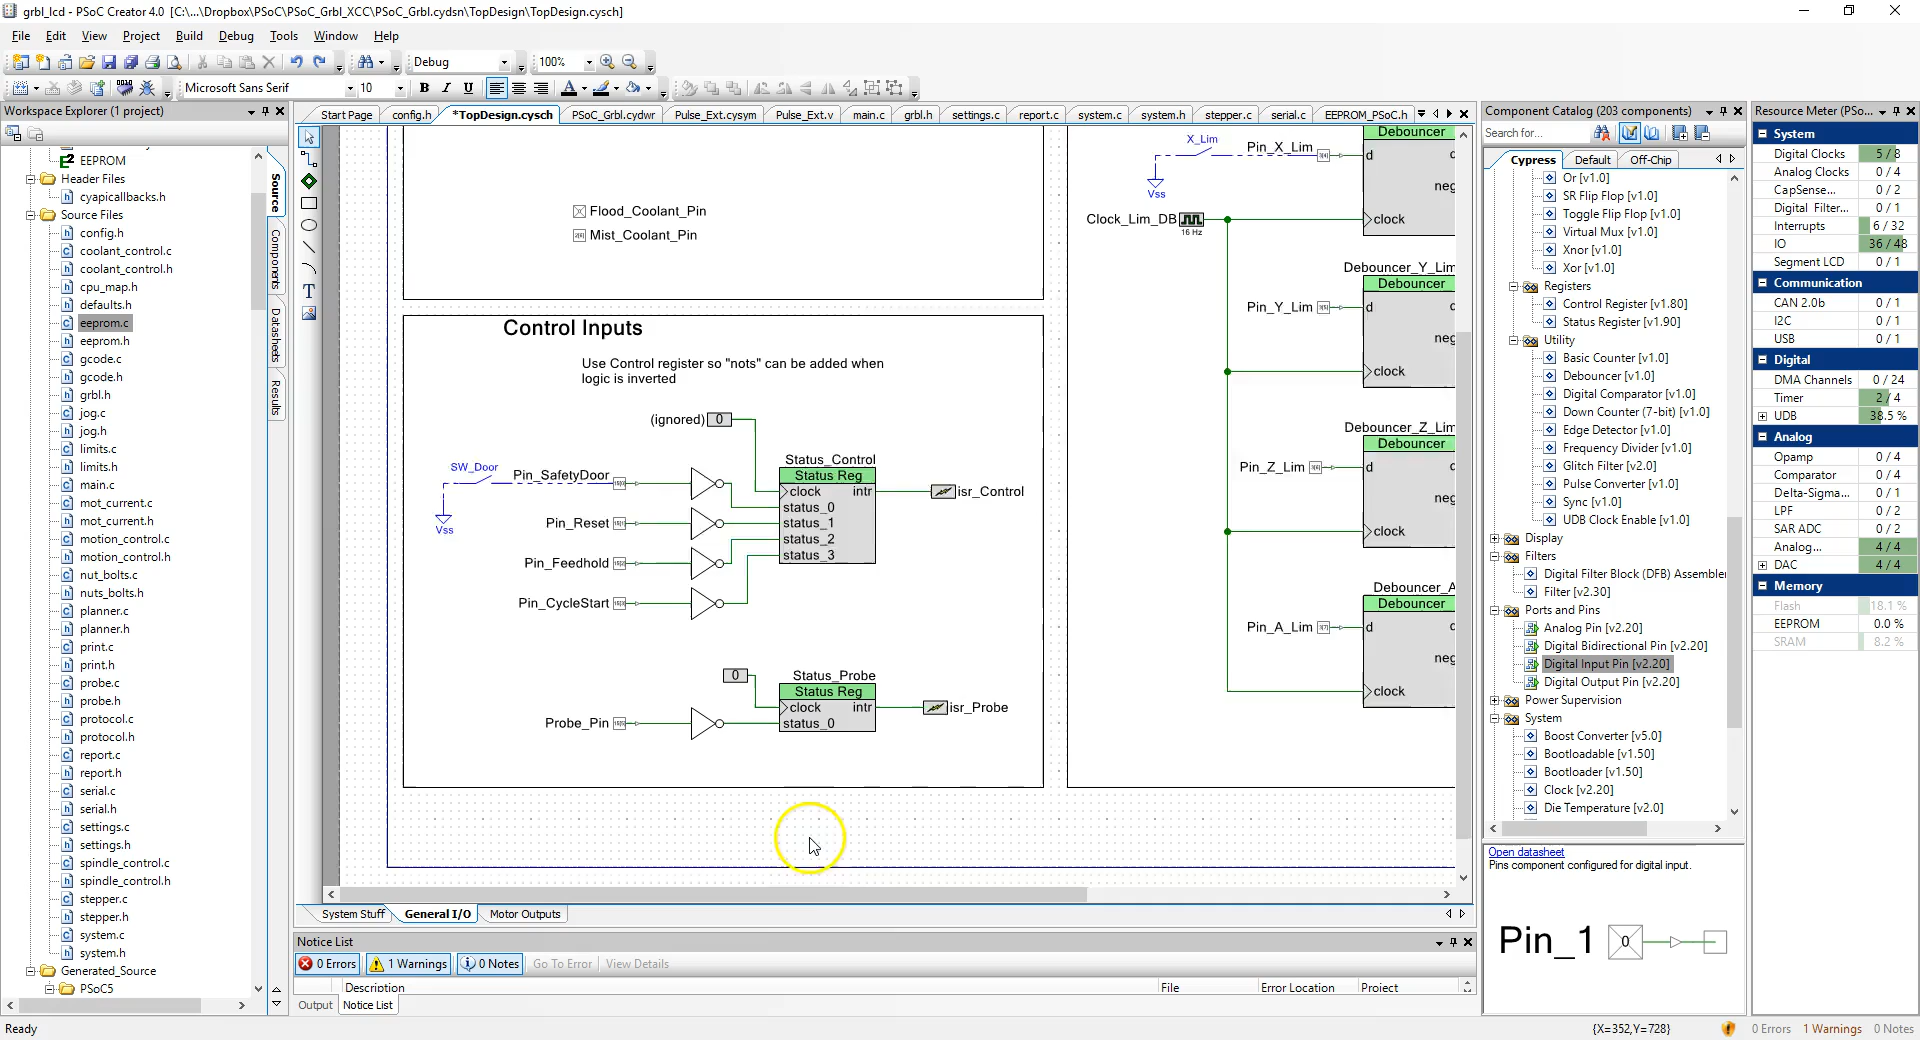 grbl_lcd - PSoC Creator 4.0 [C:\...\Dropbox\PSoC\PSoC_Grbl_XCC\PSoC_Grbl.cydsn\TopDesign\TopDesign.cysch]
File Edit View Project Build Debug Tools Window Help
Debug 100%
Microsoft Sans Serif 10 B I U A
Workspace Explorer (1 project)
EEPROM
Header Files
cyapicallbacks.h
Source Files
config.h
coolant_control.c
coolant_control.h
cpu_map.h
defaults.h
eeprom.c
eeprom.h
gcode.c
gcode.h
grbl.h
jog.c
jog.h
limits.c
limits.h
main.c
mot_current.c
mot_current.h
motion_control.c
motion_control.h
nut_bolts.c
nuts_bolts.h
planner.c
planner.h
print.c
print.h
probe.c
probe.h
protocol.c
protocol.h
report.c
report.h
serial.c
serial.h
settings.c
settings.h
spindle_control.c
spindle_control.h
stepper.c
stepper.h
system.c
system.h
Generated_Source
PSoC5
Source
Components
Datasheets
Results
Start Page config.h *TopDesign.cysch PSoC_Grbl.cydwr Pulse_Ext.cysym Pulse_Ext.v main.c grbl.h settings.c report.c system.c system.h stepper.c serial.c EEPROM_PSoC.h
Flood_Coolant_Pin
Mist_Coolant_Pin
Control Inputs
Use Control register so "nots" can be added when
logic is inverted
(ignored) 0
Status_Control
Status Reg
clock intr
status_0
status_1
status_2
status_3
isr_Control
SW_Door
Pin_SafetyDoor
Vss
Pin_Reset
Pin_Feedhold
Pin_CycleStart
0
Status_Probe
Status Reg
clock intr
status_0
isr_Probe
Probe_Pin
X_Lim
Vss
Pin_X_Lim
Debouncer
d
neg
clock
Clock_Lim_DB
16 Hz
Debouncer_Y_Lim
Debouncer
Pin_Y_Lim
d
neg
clock
Debouncer_Z_Lim
Debouncer
Pin_Z_Lim
d
neg
clock
Debouncer_A
Debouncer
Pin_A_Lim
d
neg
clock
System Stuff General I/O Motor Outputs
Notice List
0 Errors 1 Warnings 0 Notes Go To Error View Details
Description File Error Location Project
Output Notice List
Component Catalog (203 components)
Search for...
Cypress Default Off-Chip
Or [v1.0]
SR Flip Flop [v1.0]
Toggle Flip Flop [v1.0]
Virtual Mux [v1.0]
Xnor [v1.0]
Xor [v1.0]
Registers
Control Register [v1.80]
Status Register [v1.90]
Utility
Basic Counter [v1.0]
Debouncer [v1.0]
Digital Comparator [v1.0]
Down Counter (7-bit) [v1.0]
Edge Detector [v1.0]
Frequency Divider [v1.0]
Glitch Filter [v2.0]
Pulse Converter [v1.0]
Sync [v1.0]
UDB Clock Enable [v1.0]
Display
Filters
Digital Filter Block (DFB) Assembler
Filter [v2.30]
Ports and Pins
Analog Pin [v2.20]
Digital Bidirectional Pin [v2.20]
Digital Input Pin [v2.20]
Digital Output Pin [v2.20]
Power Supervision
System
Boost Converter [v5.0]
Bootloadable [v1.50]
Bootloader [v1.50]
Clock [v2.20]
Die Temperature [v2.0]
Open datasheet
Pins component configured for digital input.
Pin_1 0
Resource Meter (PSo...
System
Digital Clocks 5 / 8
Analog Clocks 0 / 4
CapSense... 0 / 2
Digital Filter... 0 / 1
Interrupts 6 / 32
IO 36 / 48
Segment LCD 0 / 1
Communication
CAN 2.0b 0 / 1
I2C 0 / 1
USB 0 / 1
Digital
DMA Channels 0 / 24
Timer 2 / 4
UDB 38.5 %
Analog
Opamp 0 / 4
Comparator 0 / 4
Delta-Sigma... 0 / 1
LPF 0 / 2
SAR ADC 0 / 2
Analog... 4 / 4
DAC 4 / 4
Memory
Flash 18.1 %
EEPROM 0.0 %
SRAM 8.2 %
Ready {X=352,Y=728} 0 Errors 1 Warnings 0 Notes